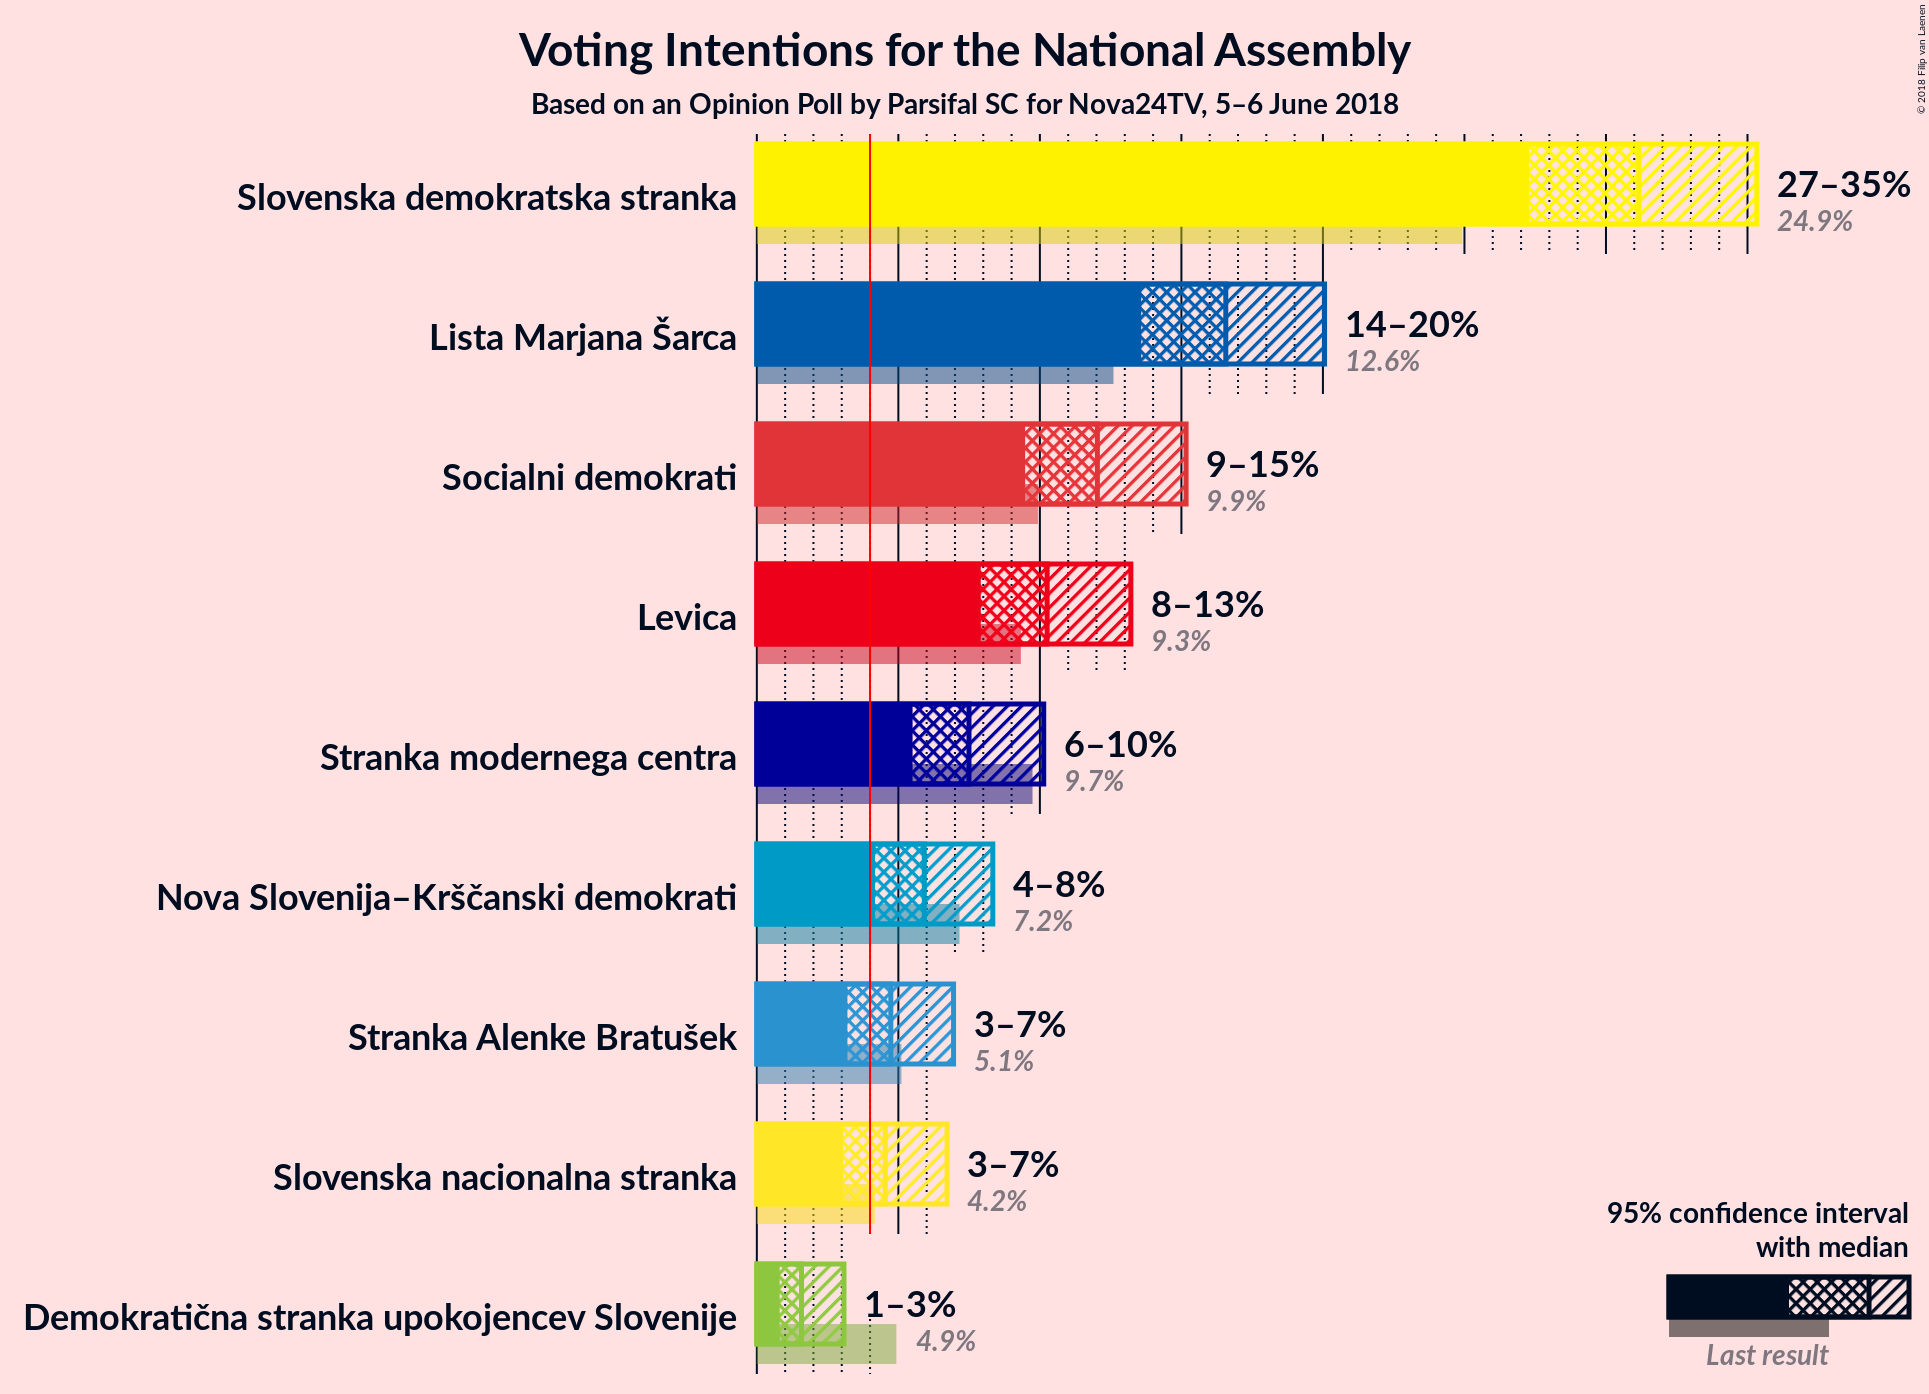 Voting Intentions for the National Assembly
Based on an Opinion Poll by Parsifal SC for Nova24TV, 5–6 June 2018
© 2018 Filip van Laenen
Slovenska demokratska stranka
27–35%
24.9%
Lista Marjana Šarca
14–20%
12.6%
Socialni demokrati
9–15%
9.9%
Levica
8–13%
9.3%
Stranka modernega centra
6–10%
9.7%
Nova Slovenija–Krščanski demokrati
4–8%
7.2%
Stranka Alenke Bratušek
3–7%
5.1%
Slovenska nacionalna stranka
3–7%
4.2%
Demokratična stranka upokojencev Slovenije
1–3%
4.9%
95% confidence interval
with median
Last result